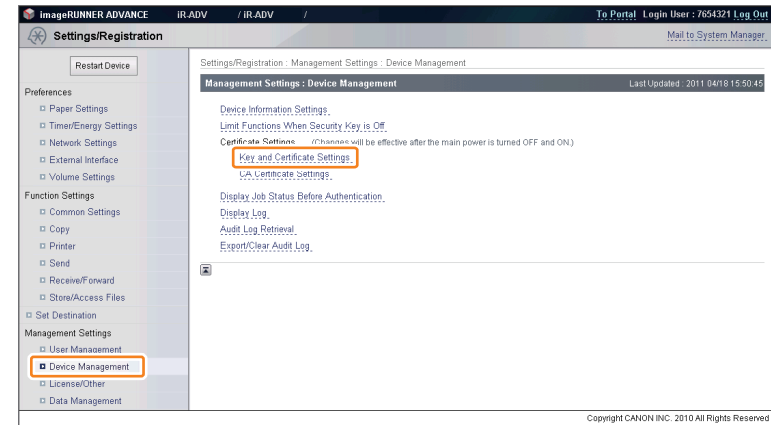 imageRUNNER ADVANCE iR-ADV / iR-ADV / To Portal Login User : 7654321 Log Out
Settings/Registration Mail to System Manager
Restart Device
Preferences
Paper Settings
Timer/Energy Settings
Network Settings
External Interface
Volume Settings
Function Settings
Common Settings
Copy
Printer
Send
Receive/Forward
Store/Access Files
Set Destination
Management Settings
User Management
Device Management
License/Other
Data Management
Settings/Registration : Management Settings : Device Management
Management Settings : Device Management Last Updated : 2011 04/18 15:50:45
Device Information Settings
Limit Functions When Security Key is Off
Certificate Settings (Changes will be effective after the main power is turned OFF and ON.)
Key and Certificate Settings
CA Certificate Settings
Display Job Status Before Authentication
Display Log
Audit Log Retrieval
Export/Clear Audit Log
Copyright CANON INC. 2010 All Rights Reserved